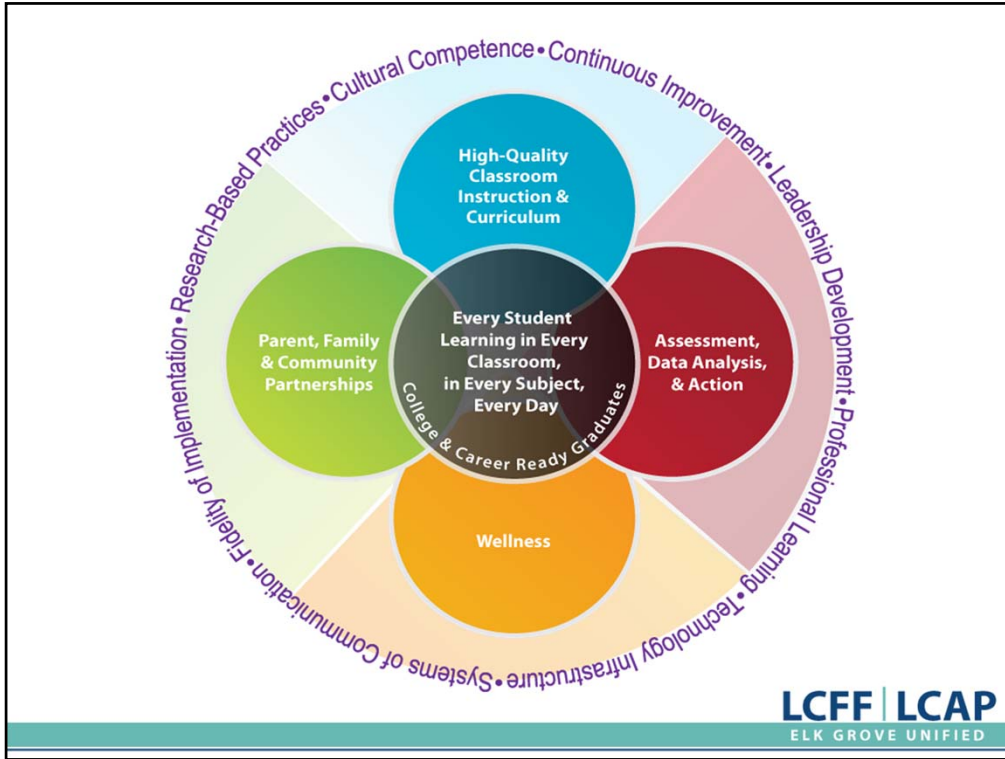 Cultural Competence • Continuous Improvement • Leadership Development • Professional Learning • Technology Infrastructure • Systems of Communication • Fidelity of Implementation • Research-Based Practices •
High-Quality
Classroom
Instruction &
Curriculum
Parent, Family
& Community
Partnerships
Every Student
Learning in Every
Classroom,
in Every Subject,
Every Day
College & Career Ready Graduates
Assessment,
Data Analysis,
& Action
Wellness
LCFF | LCAP
ELK GROVE UNIFIED